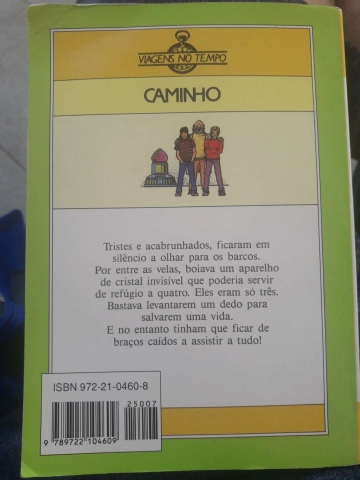 VIAGENS NO TEMPO
CAMINHO
Tristes e acabrunhados, ficaram em
silêncio a olhar para os barcos.
Por entre as velas, boiava um aparelho
de cristal invisível que poderia servir
de refúgio a quatro. Eles eram só três.
Bastava levantarem um dedo para
salvarem uma vida.
E no entanto tinham que ficar de
braços caídos a assistir a tudo!
ISBN 972-21-0460-8
25007
9 789722 104609